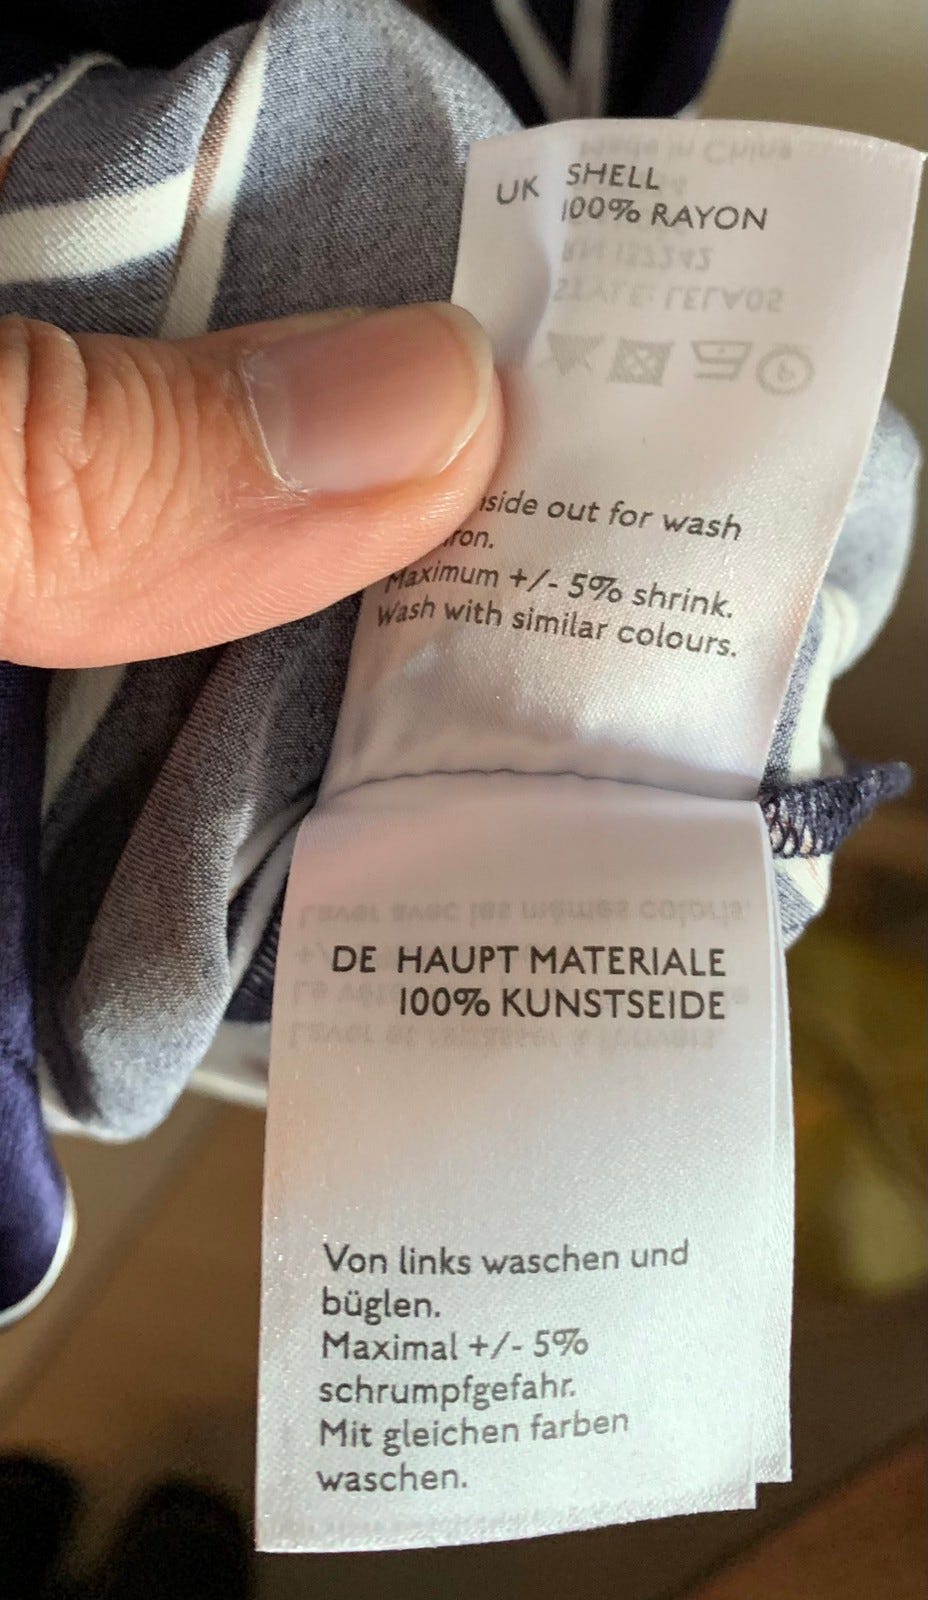 UK SHELL
100% RAYON
side out for wash
ron.
Maximum +/- 5% shrink.
Wash with similar colours.
DE HAUPT MATERIALE
100% KUNSTSEIDE
Von links waschen und
büglen.
Maximal +/- 5%
schrumpfgefahr.
Mit gleichen farben
waschen.